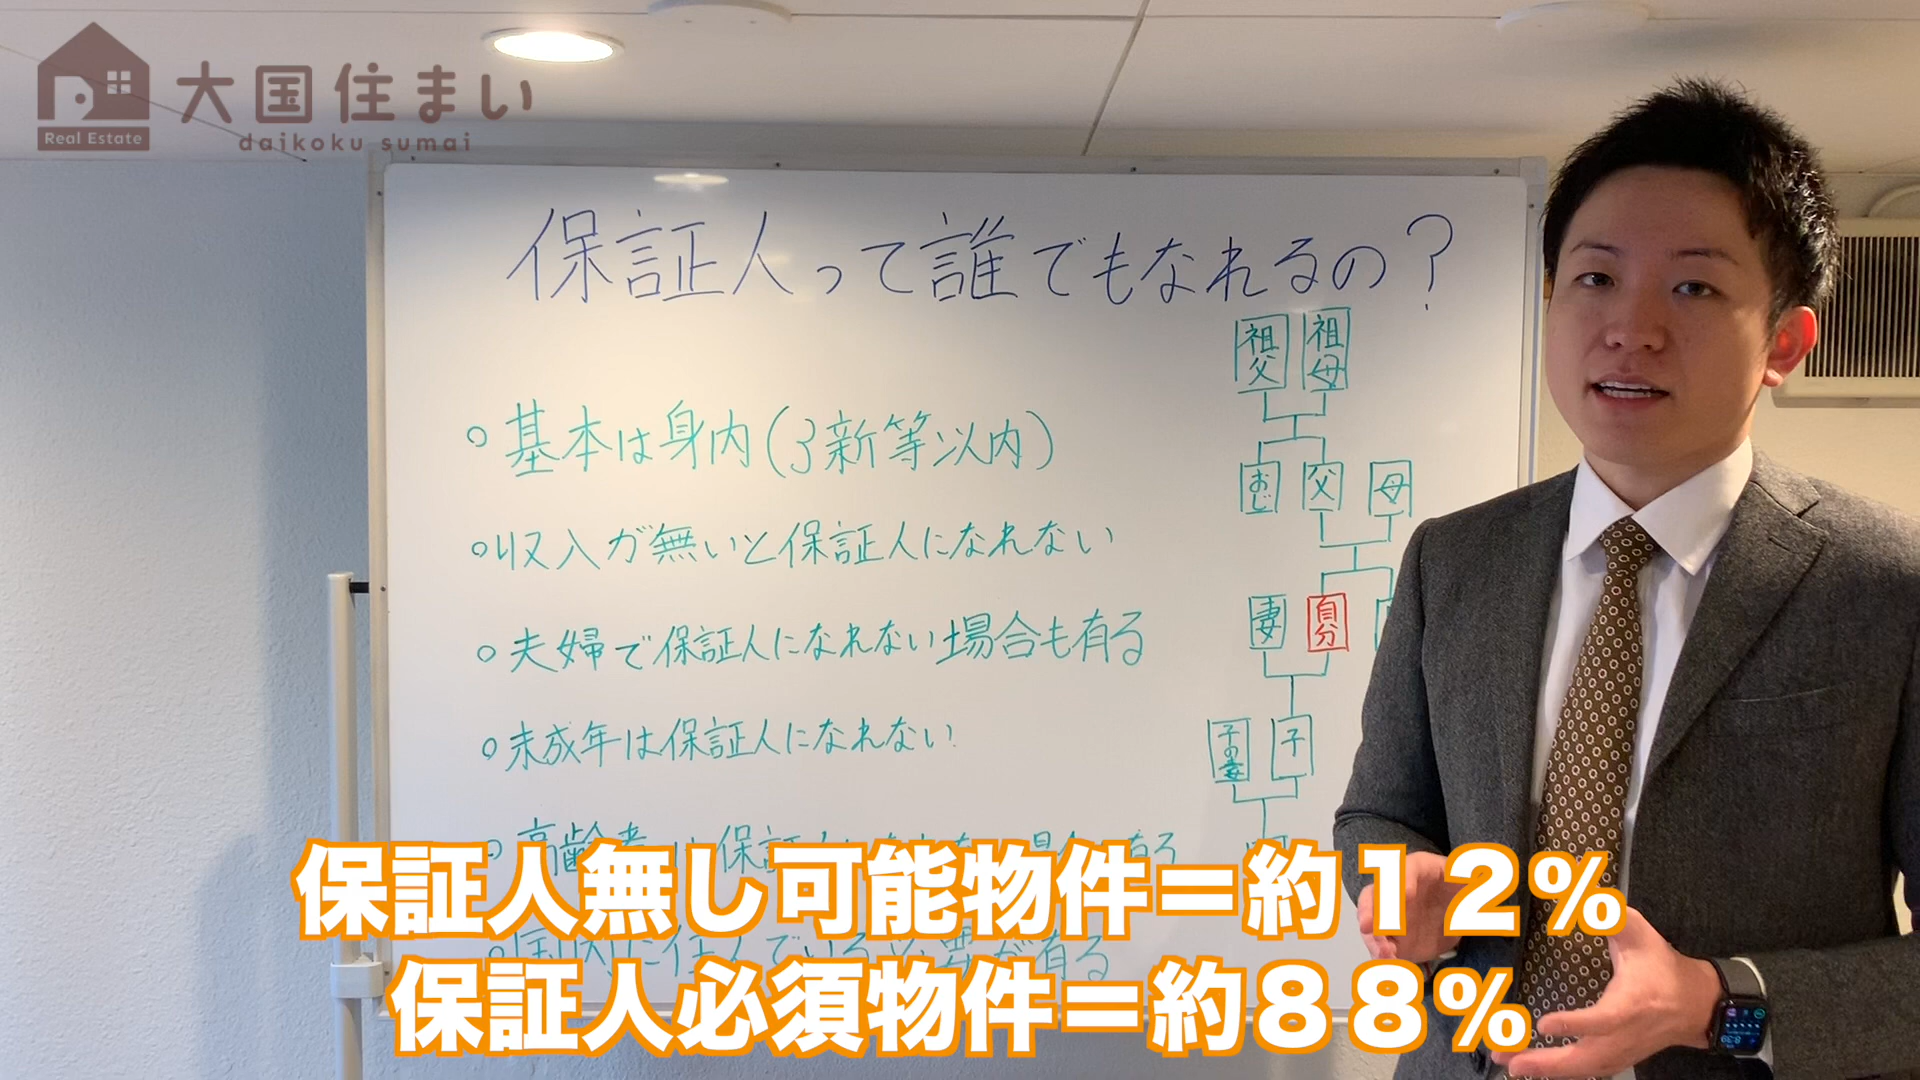 大国住まい
Real Estate
daikoku sumai
保証人って誰でもなれるの?
祖父 祖母
○基本は身内(3新等以内)
おじ 父 母
○収入が無いと保証人になれない
妻 自分
○夫婦で保証人になれない場合も有る
子の妻 子
○未成年は保証人になれない
保証人無し可能物件=約12%
保証人必須物件=約88%
8:39